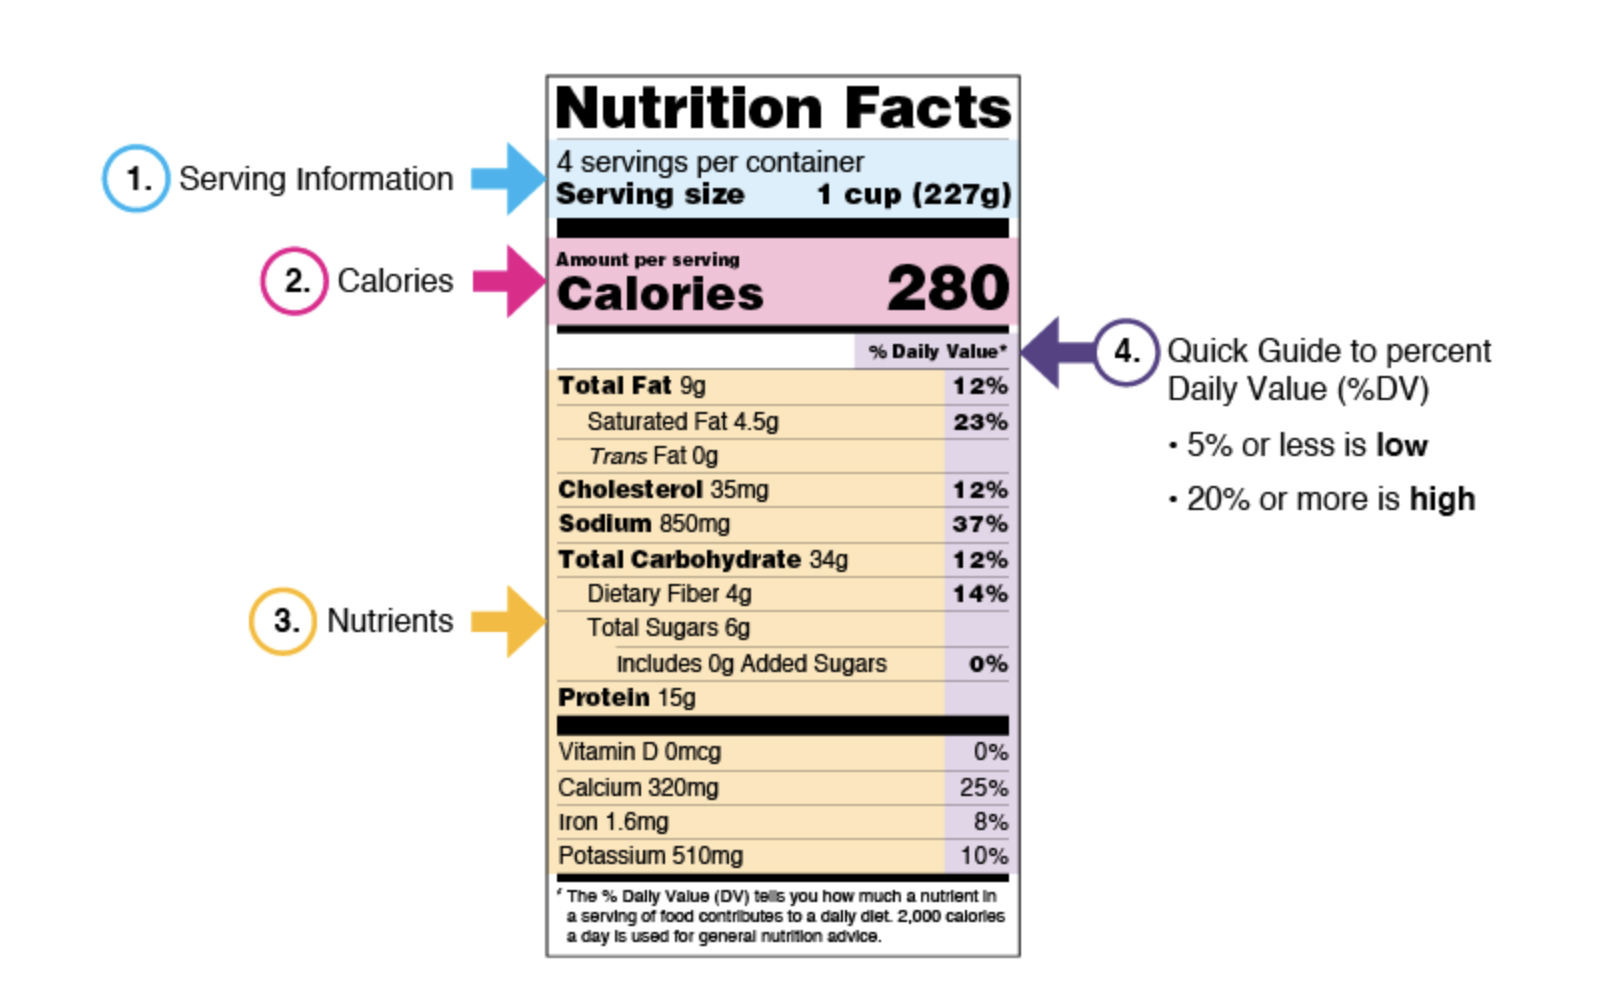 Nutrition Facts
1. Serving Information
4 servings per container
Serving size 1 cup (227g)
2. Calories
Amount per serving
Calories 280
% Daily Value*
4. Quick Guide to percent
Daily Value (%DV)
• 5% or less is low
• 20% or more is high
Total Fat 9g 12%
Saturated Fat 4.5g 23%
Trans Fat 0g
Cholesterol 35mg 12%
Sodium 850mg 37%
Total Carbohydrate 34g 12%
Dietary Fiber 4g 14%
3. Nutrients
Total Sugars 6g
Includes 0g Added Sugars 0%
Protein 15g
Vitamin D 0mcg 0%
Calcium 320mg 25%
Iron 1.6mg 8%
Potassium 510mg 10%
* The % Daily Value (DV) tells you how much a nutrient in
a serving of food contributes to a daily diet. 2,000 calories
a day is used for general nutrition advice.